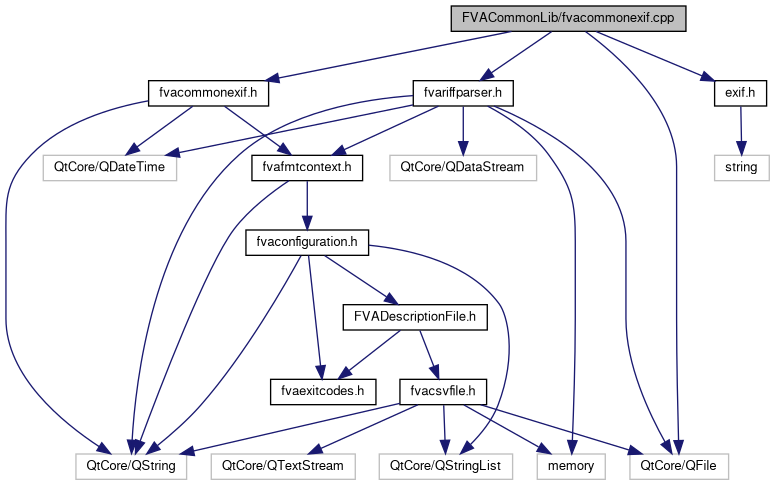 FVACommonLib/fvacommonexif.cpp
fvacommonexif.h
fvariffparser.h
exif.h
QtCore/QDateTime
fvafmtcontext.h
QtCore/QDataStream
string
fvaconfiguration.h
FVADescriptionFile.h
fvaexitcodes.h
fvacsvfile.h
QtCore/QString
QtCore/QTextStream
QtCore/QStringList
memory
QtCore/QFile